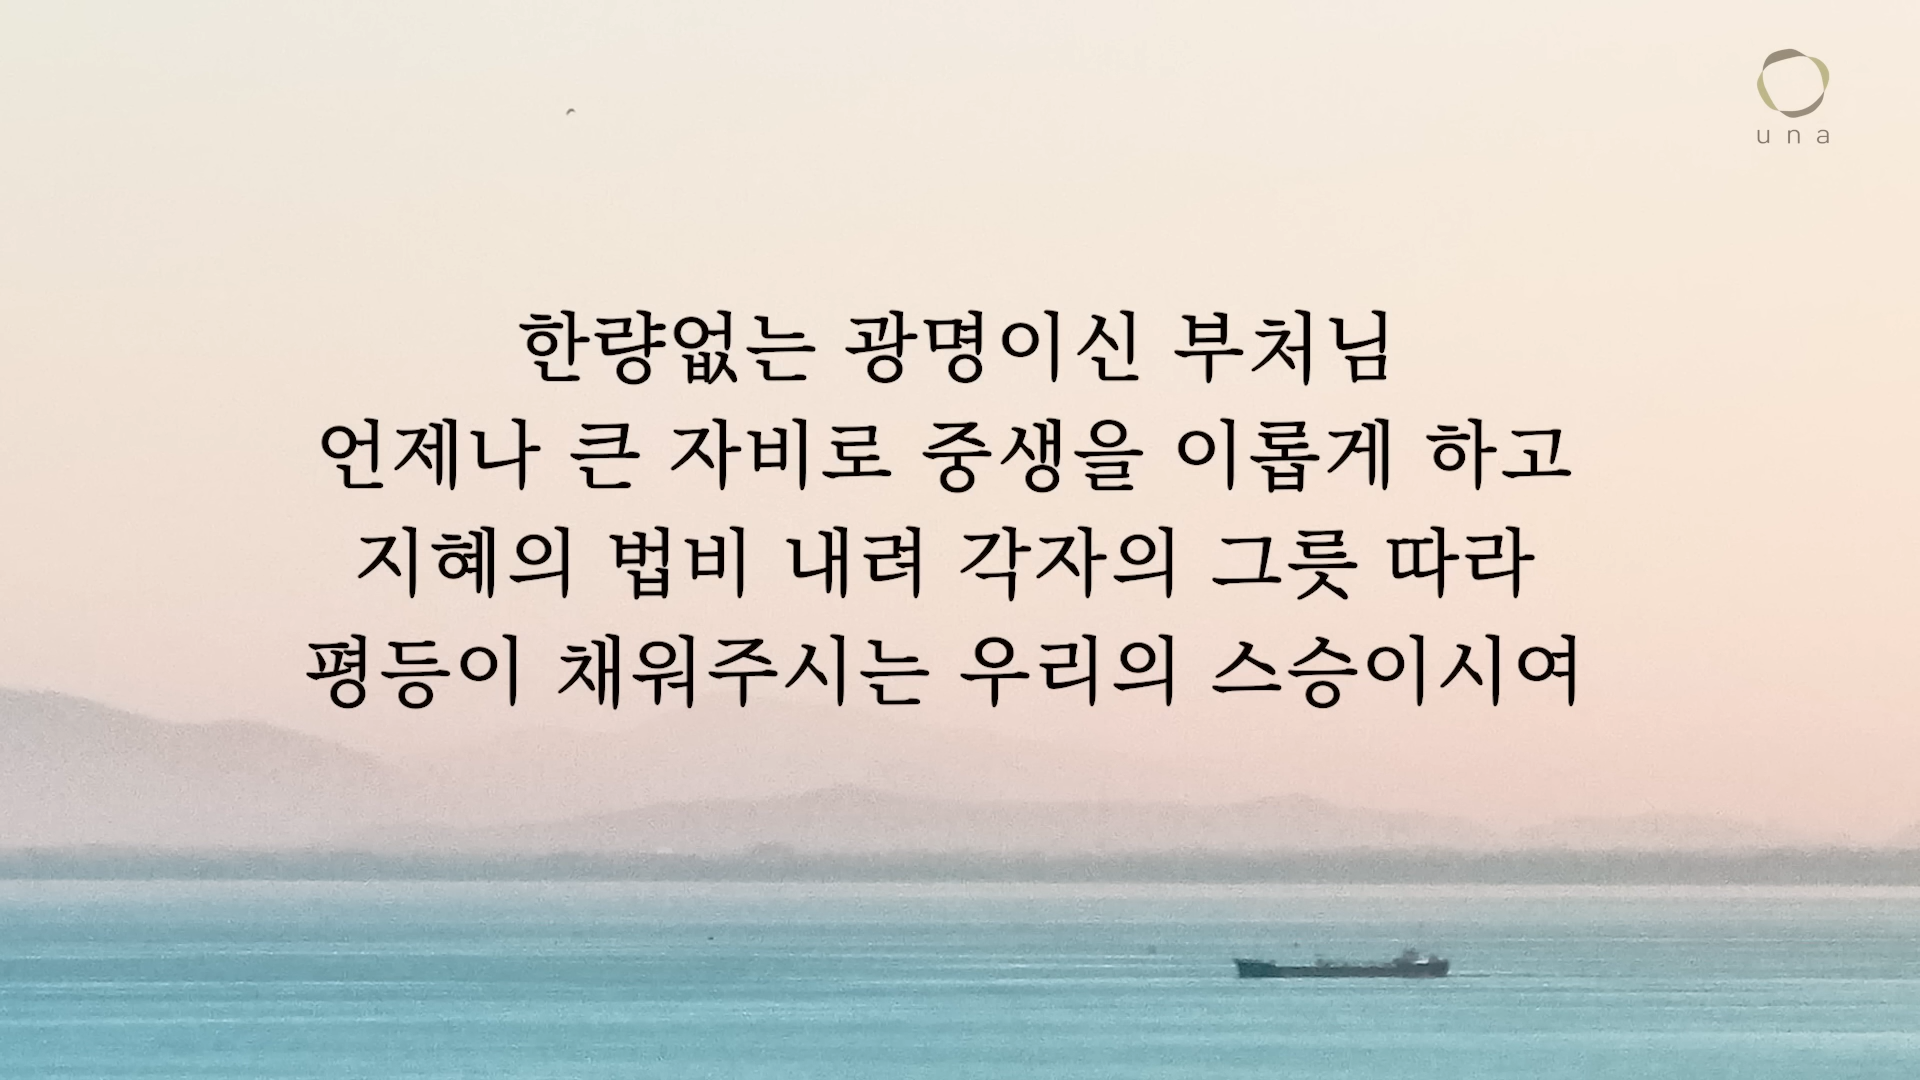 una
한량없는 광명이신 부처님
언제나 큰 자비로 중생을 이롭게 하고
지혜의 법비 내려 각자의 그릇 따라
평등이 채워주시는 우리의 스승이시여